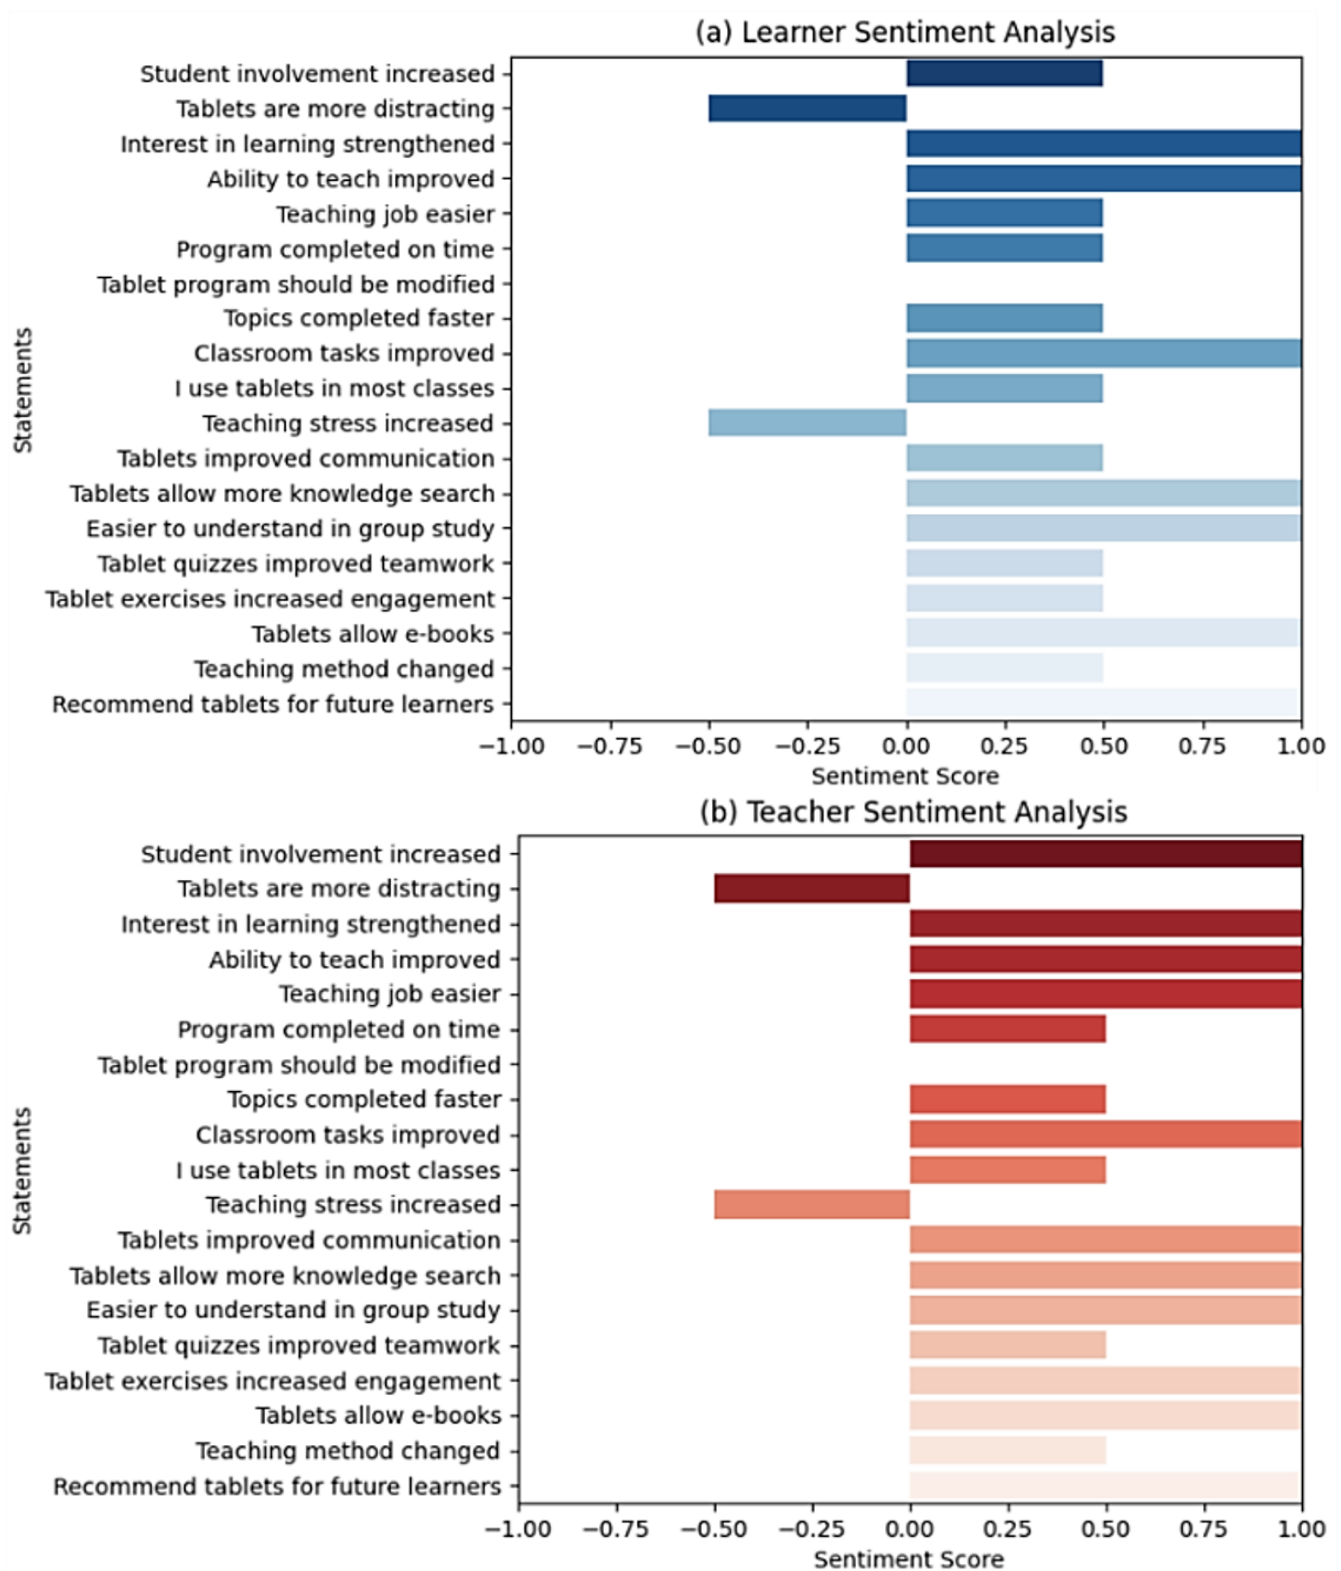 (a) Learner Sentiment Analysis
Student involvement increased
Tablets are more distracting
Interest in learning strengthened
Ability to teach improved
Teaching job easier
Program completed on time
Tablet program should be modified
Topics completed faster
Classroom tasks improved
I use tablets in most classes
Teaching stress increased
Tablets improved communication
Tablets allow more knowledge search
Easier to understand in group study
Tablet quizzes improved teamwork
Tablet exercises increased engagement
Tablets allow e-books
Teaching method changed
Recommend tablets for future learners
Statements
−1.00 −0.75 −0.50 −0.25 0.00 0.25 0.50 0.75 1.00
Sentiment Score
(b) Teacher Sentiment Analysis
Student involvement increased
Tablets are more distracting
Interest in learning strengthened
Ability to teach improved
Teaching job easier
Program completed on time
Tablet program should be modified
Topics completed faster
Classroom tasks improved
I use tablets in most classes
Teaching stress increased
Tablets improved communication
Tablets allow more knowledge search
Easier to understand in group study
Tablet quizzes improved teamwork
Tablet exercises increased engagement
Tablets allow e-books
Teaching method changed
Recommend tablets for future learners
Statements
−1.00 −0.75 −0.50 −0.25 0.00 0.25 0.50 0.75 1.00
Sentiment Score